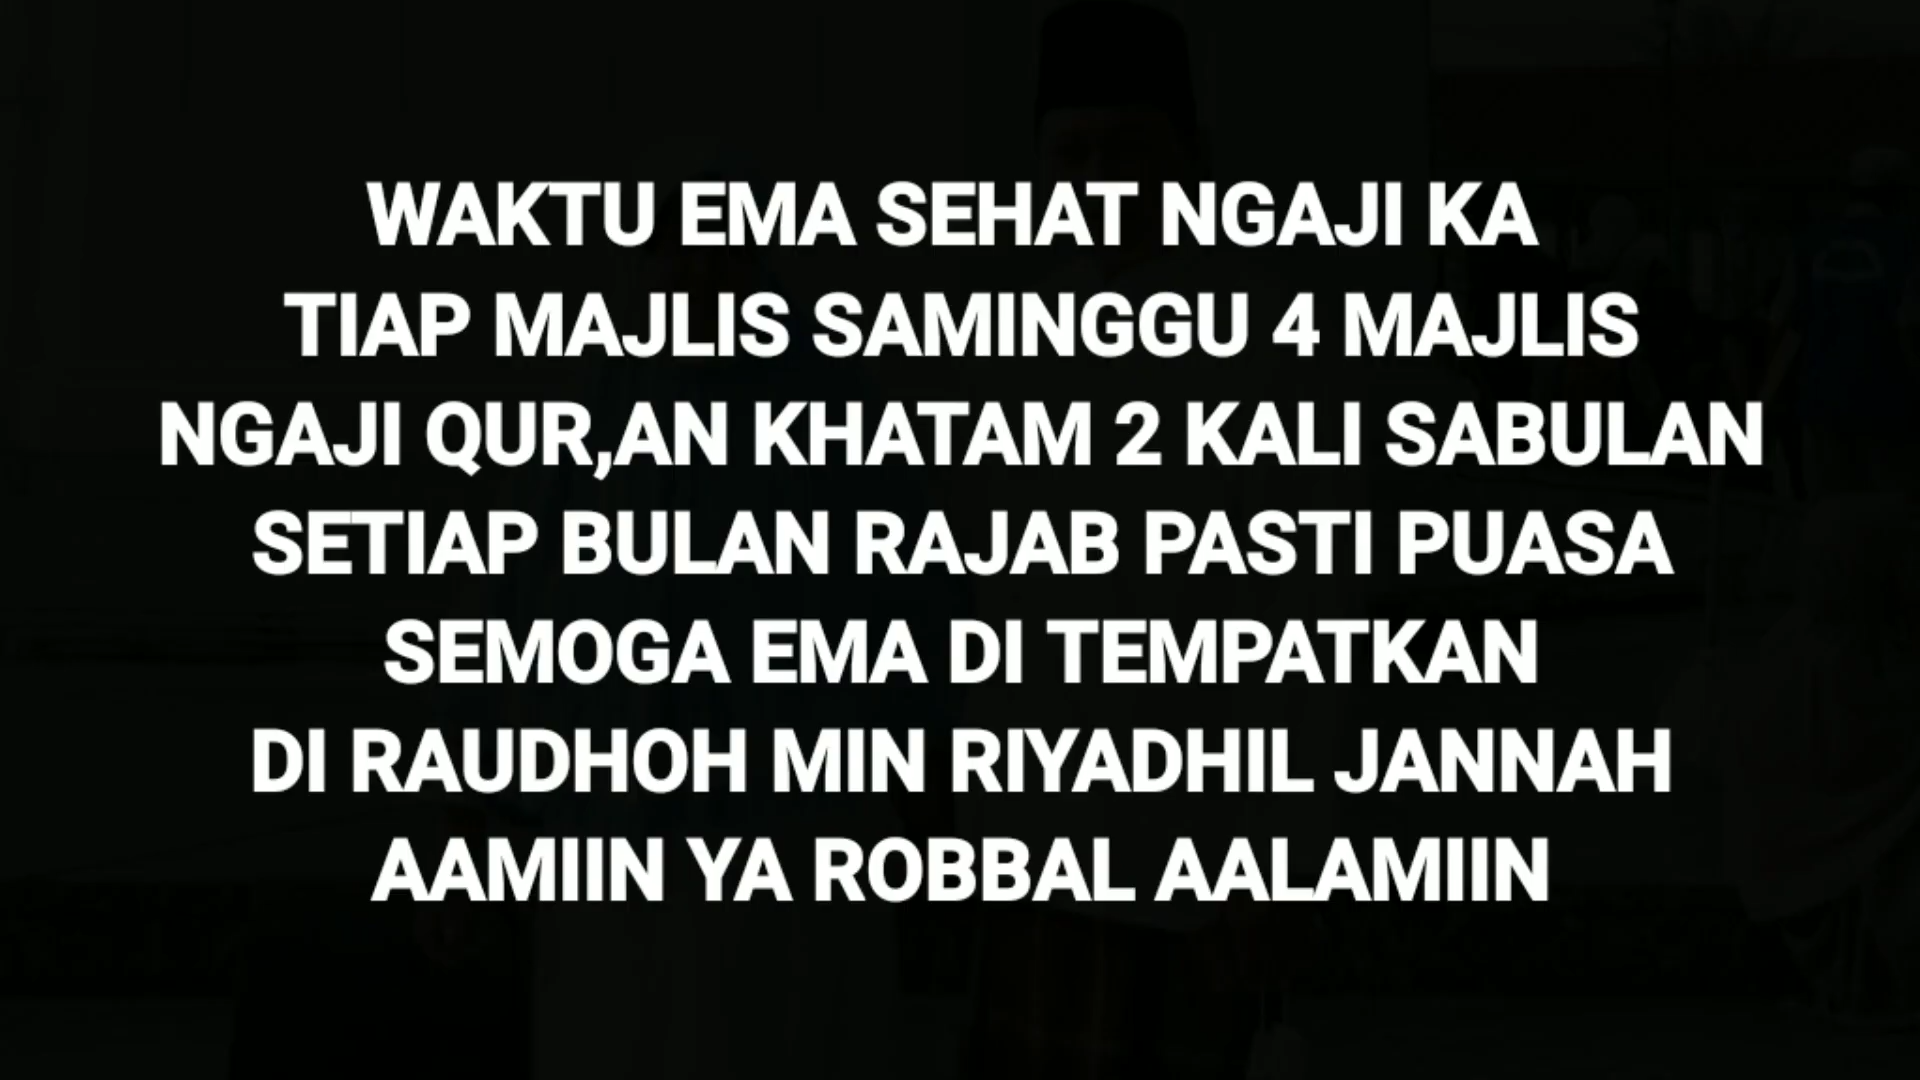 WAKTU EMA SEHAT NGAJI KA
TIAP MAJLIS SAMINGGU 4 MAJLIS
NGAJI QUR,AN KHATAM 2 KALI SABULAN
SETIAP BULAN RAJAB PASTI PUASA
SEMOGA EMA DI TEMPATKAN
DI RAUDHOH MIN RIYADHIL JANNAH
AAMIIN YA ROBBAL AALAMIIN